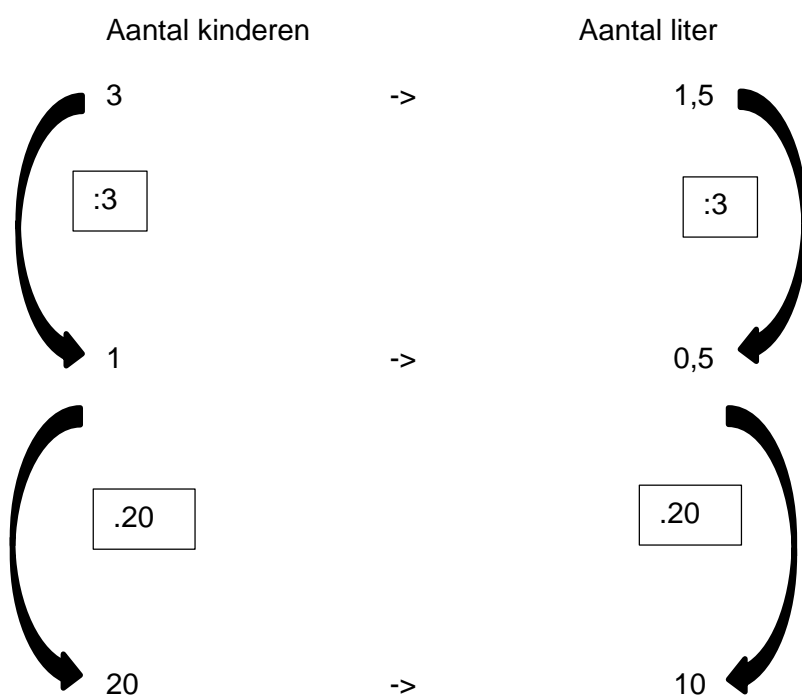 Aantal kinderen Aantal liter
3 -> 1,5
:3 :3
1 -> 0,5
.20 .20
20 -> 10